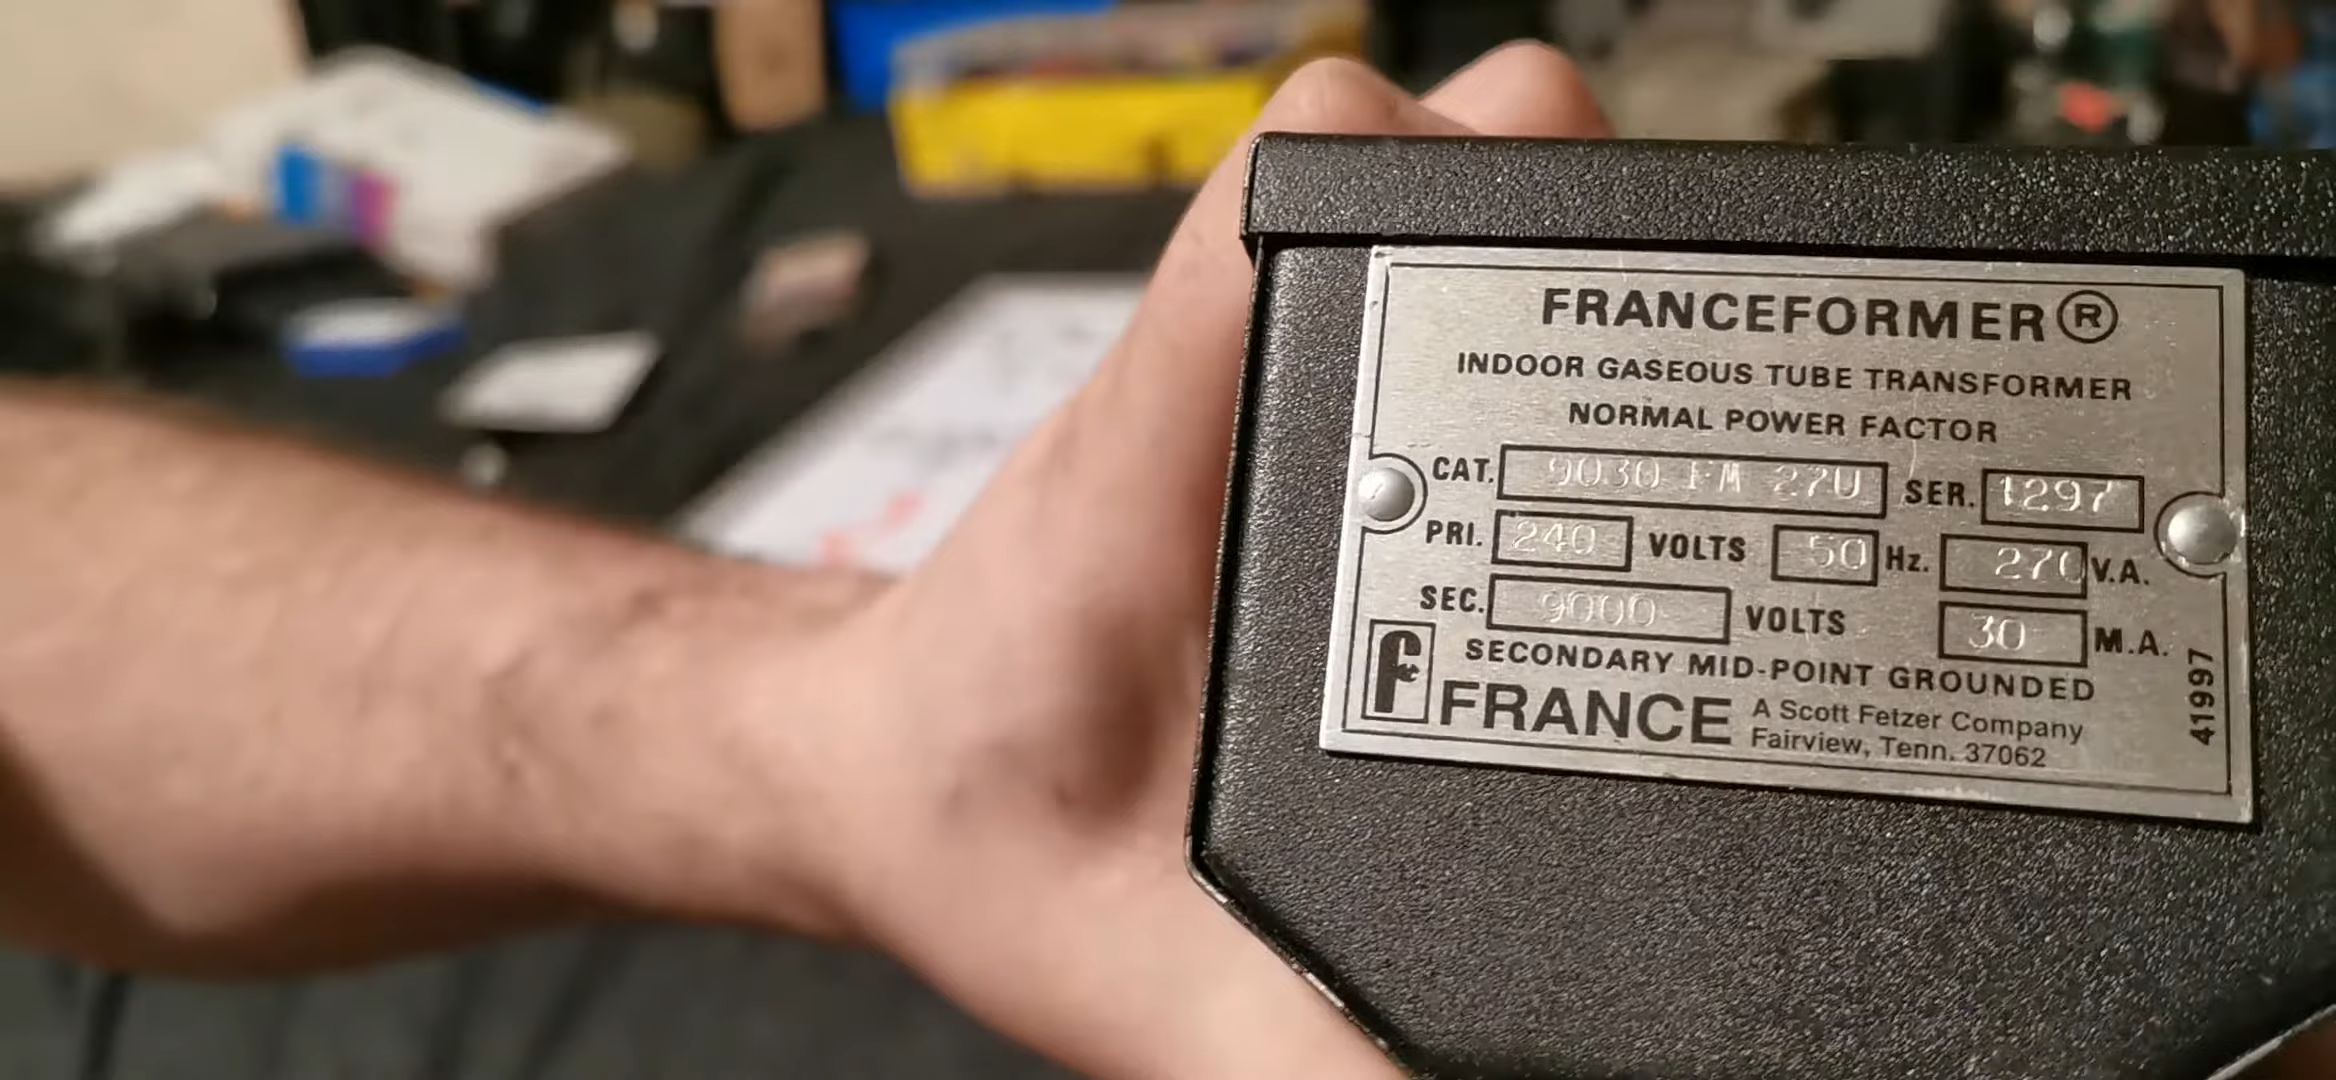 FRANCEFORMER®
INDOOR GASEOUS TUBE TRANSFORMER
NORMAL POWER FACTOR
CAT. 9030 FM 27U SER. 1297
PRI. 240 VOLTS 50 Hz. 270 V.A.
SEC. 9000 VOLTS 30 M.A.
SECONDARY MID-POINT GROUNDED
FRANCE A Scott Fetzer Company
Fairview, Tenn. 37062
41997